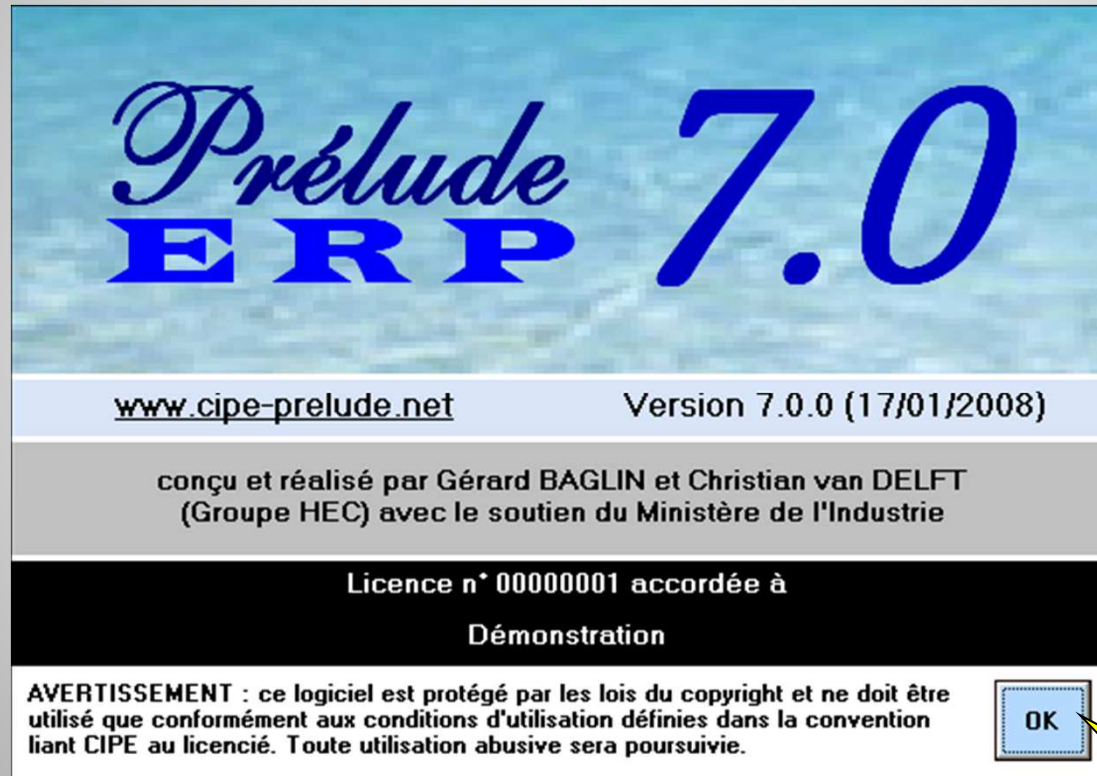 Prélude
ERP 7.0
www.cipe-prelude.net Version 7.0.0 (17/01/2008)
conçu et réalisé par Gérard BAGLIN et Christian van DELFT
(Groupe HEC) avec le soutien du Ministère de l'Industrie
Licence n° 00000001 accordée à
Démonstration
AVERTISSEMENT : ce logiciel est protégé par les lois du copyright et ne doit être
utilisé que conformément aux conditions d'utilisation définies dans la convention
liant CIPE au licencié. Toute utilisation abusive sera poursuivie.
OK